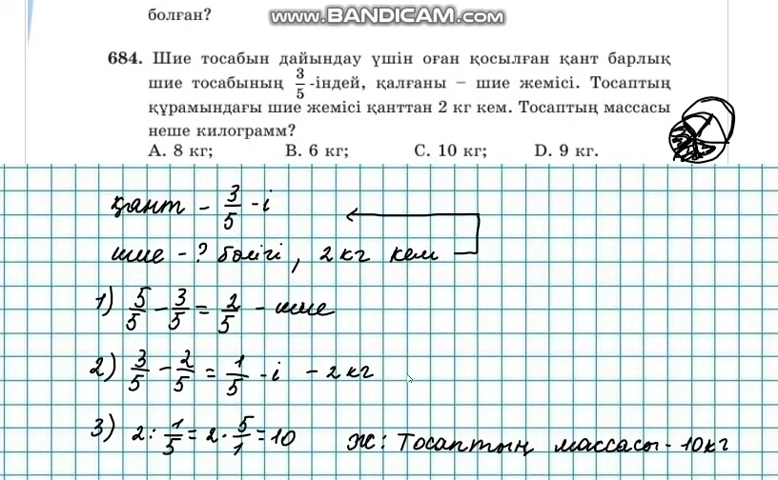 болған?
WWW.BANDICAM.com
684. Шие тосабын дайындау үшін оған қосылған қант барлық
шие тосабының 3/5-індей, қалғаны – шие жемісі. Тосаптың
құрамындағы шие жемісі қанттан 2 кг кем. Тосаптың массасы
неше килограмм?
A. 8 кг; B. 6 кг; C. 10 кг; D. 9 кг.
қант – 3/5 - і
шие - ? бөлігі, 2 кг кем
1) 5/5 – 3/5 = 2/5 - шие
2) 3/5 – 2/5 = 1/5 - і – 2 кг
3) 2 : 1/5 = 2 · 5/1 = 10 ж: Тосаптың массасы - 10кг